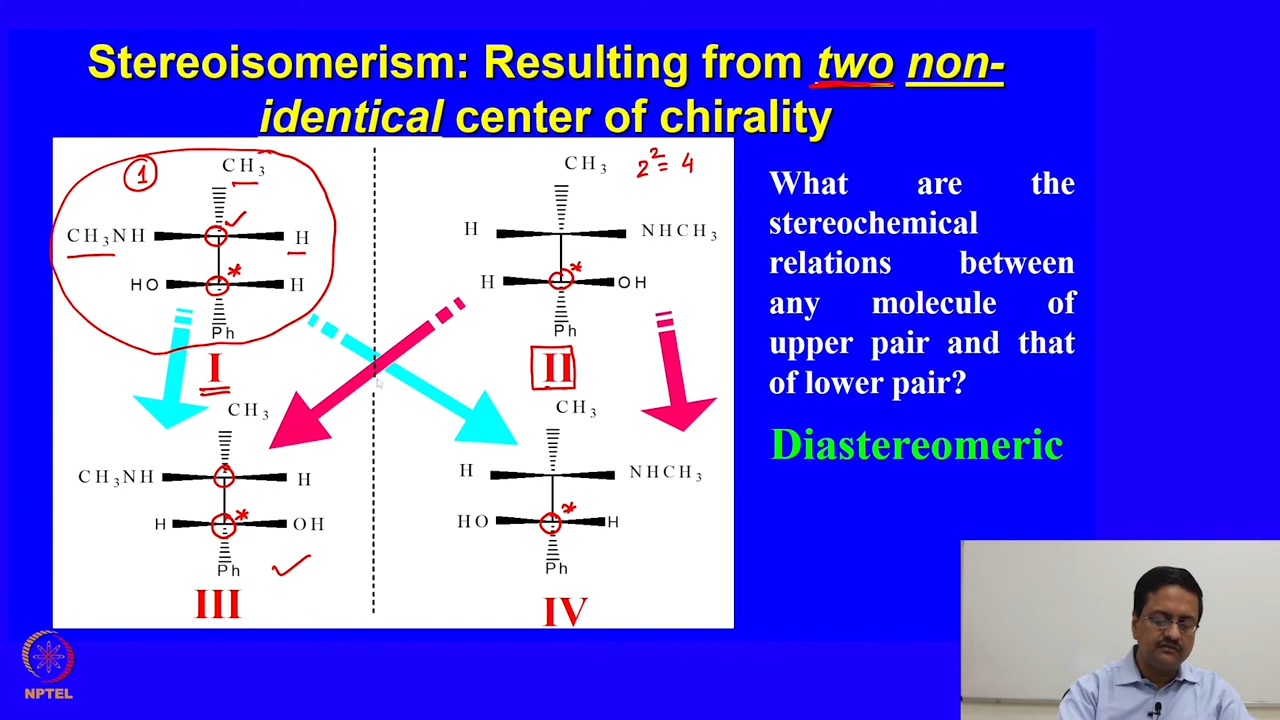 Stereoisomerism: Resulting from two non-
identical center of chirality
1
CH3
CH3NH
H
HO
H
Ph
I
2² = 4
CH3
H
NHCH3
*
H
OH
Ph
II
CH3
CH3NH
H
*
H
OH
Ph
III
CH3
H
NHCH3
*
HO
H
Ph
IV
What are the
stereochemical
relations between
any molecule of
upper pair and that
of lower pair?
Diastereomeric
NPTEL